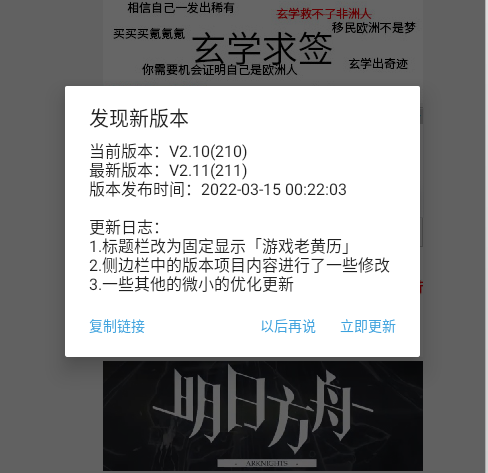 相信自己一发出稀有
玄学救不了非洲人
买买买氪氪氪
移民欧洲不是梦
玄学求签
你需要机会证明自己是欧洲人
玄学出奇迹
发现新版本
当前版本：V2.10(210)
最新版本：V2.11(211)
版本发布时间：2022-03-15 00:22:03
更新日志：
1.标题栏改为固定显示「游戏老黄历」
2.侧边栏中的版本项目内容进行了一些修改
3.一些其他的微小的优化更新
复制链接
以后再说
立即更新
明日方舟
ARKNIGHTS